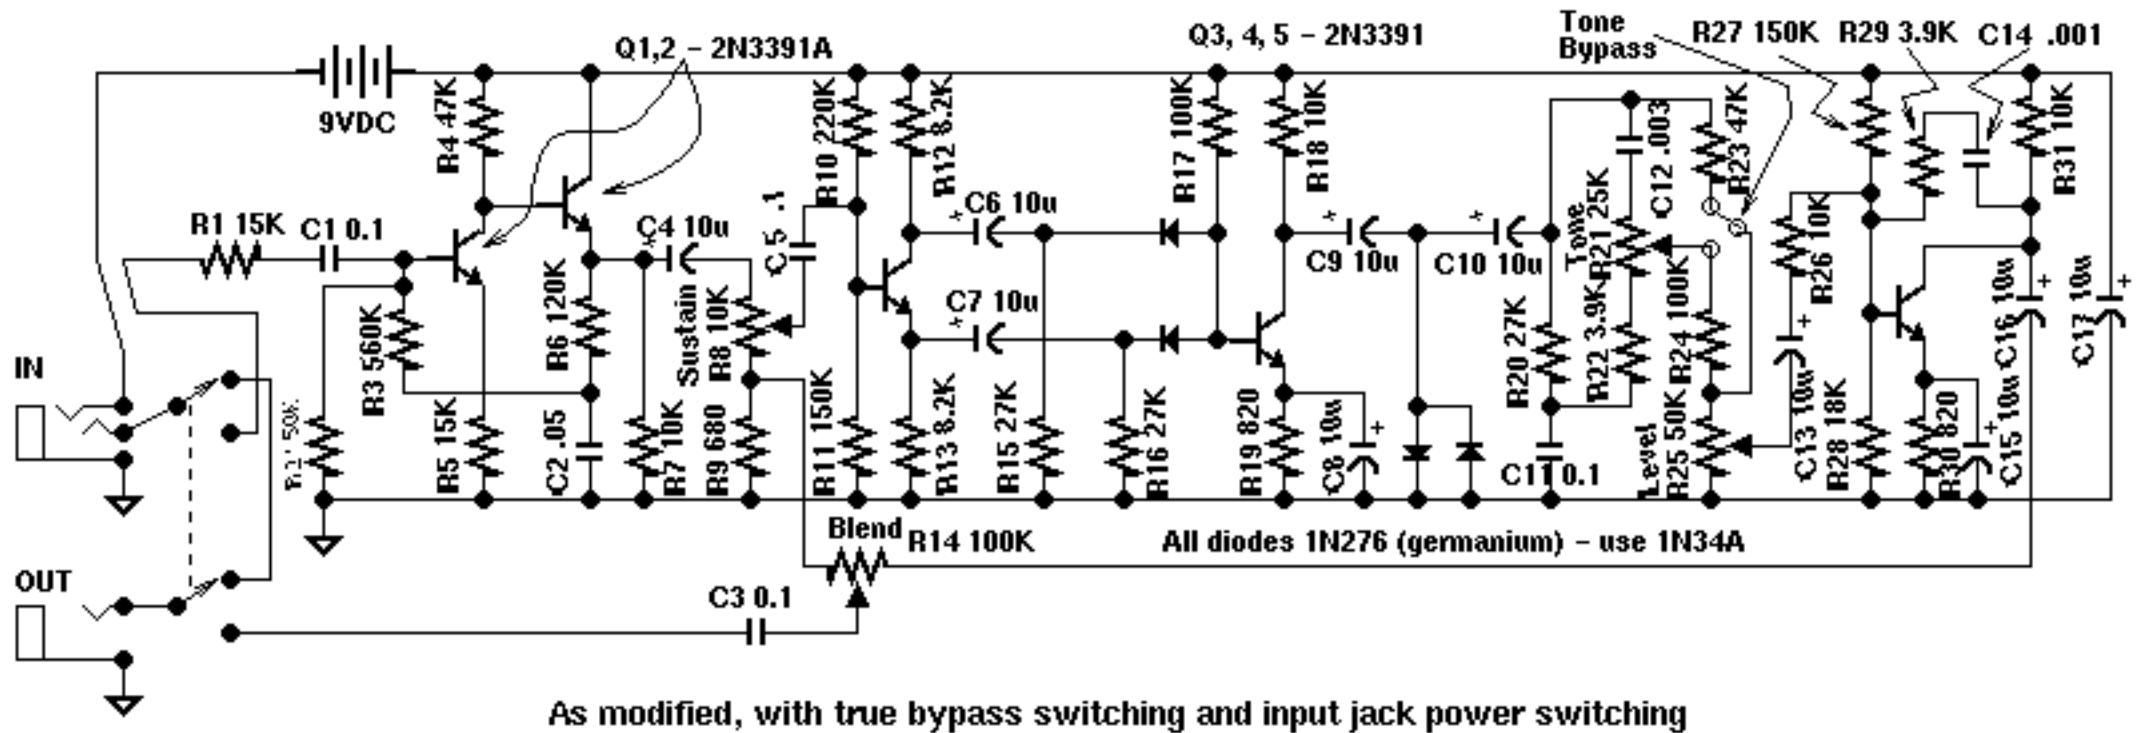 Q1,2 – 2N3391A
Q3, 4, 5 – 2N3391
Tone
Bypass
R27 150K
R29 3.9K
C14 .001
9VDC
R4 47K
R10 220K
R12 8.2K
R17 100K
R18 10K
C12 .003
R23 47K
R31 10K
R1 15K
C1 0.1
C4 10u
C5 .1
C6 10u
C9 10u
C10 10u
Tone
R21 25K
R26 10K
R3 560K
R6 120K
Sustain
R8 10K
C7 10u
R20 27K
R22 3.9K
R24 100K
C16 10u
C17 10u
IN
50K
R5 15K
C2 .05
R7 10K
R9 680
R11 150K
R13 8.2K
R15 27K
R16 27K
R19 820
C8 10u
C11 0.1
Level
R25 50K
C13 10u
R28 18K
R30 820
C15 10u
Blend
R14 100K
All diodes 1N276 (germanium) – use 1N34A
OUT
C3 0.1
As modified, with true bypass switching and input jack power switching